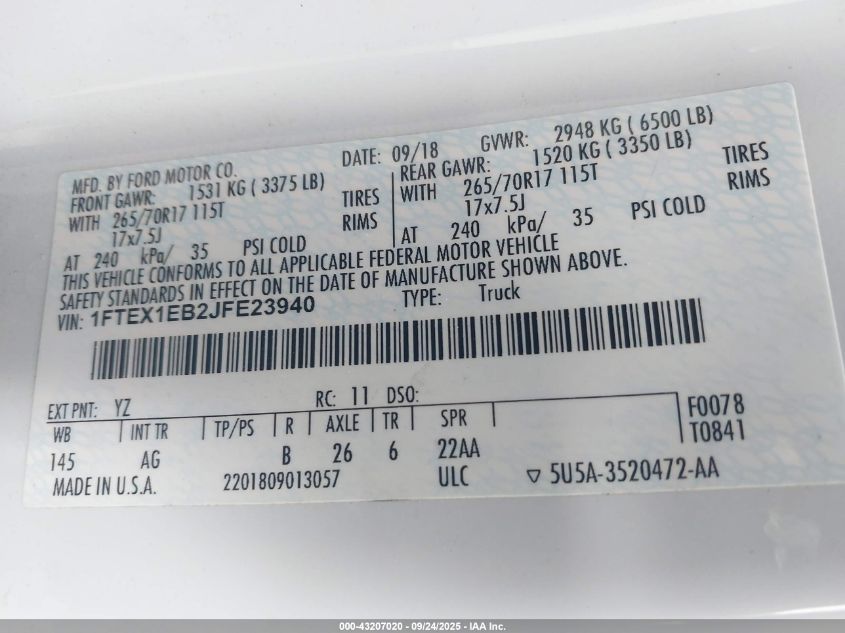 MFD. BY FORD MOTOR CO. DATE: 09/18 GVWR: 2948 KG ( 6500 LB)
FRONT GAWR: 1531 KG ( 3375 LB) REAR GAWR: 1520 KG ( 3350 LB)
WITH 265/70R17 115T TIRES WITH 265/70R17 115T TIRES
17x7.5J RIMS 17x7.5J RIMS
AT 240 kPa/ 35 PSI COLD AT 240 kPa/ 35 PSI COLD
THIS VEHICLE CONFORMS TO ALL APPLICABLE FEDERAL MOTOR VEHICLE
SAFETY STANDARDS IN EFFECT ON THE DATE OF MANUFACTURE SHOWN ABOVE.
VIN: 1FTEX1EB2JFE23940 TYPE: Truck
EXT PNT: YZ RC: 11 DSO:
WB INT TR TP/PS R AXLE TR SPR F0078
145 AG B 26 6 22AA T0841
MADE IN U.S.A. 2201809013057 ULC ▽ 5U5A-3520472-AA
000-43207020 - 09/24/2025 - IAA Inc.